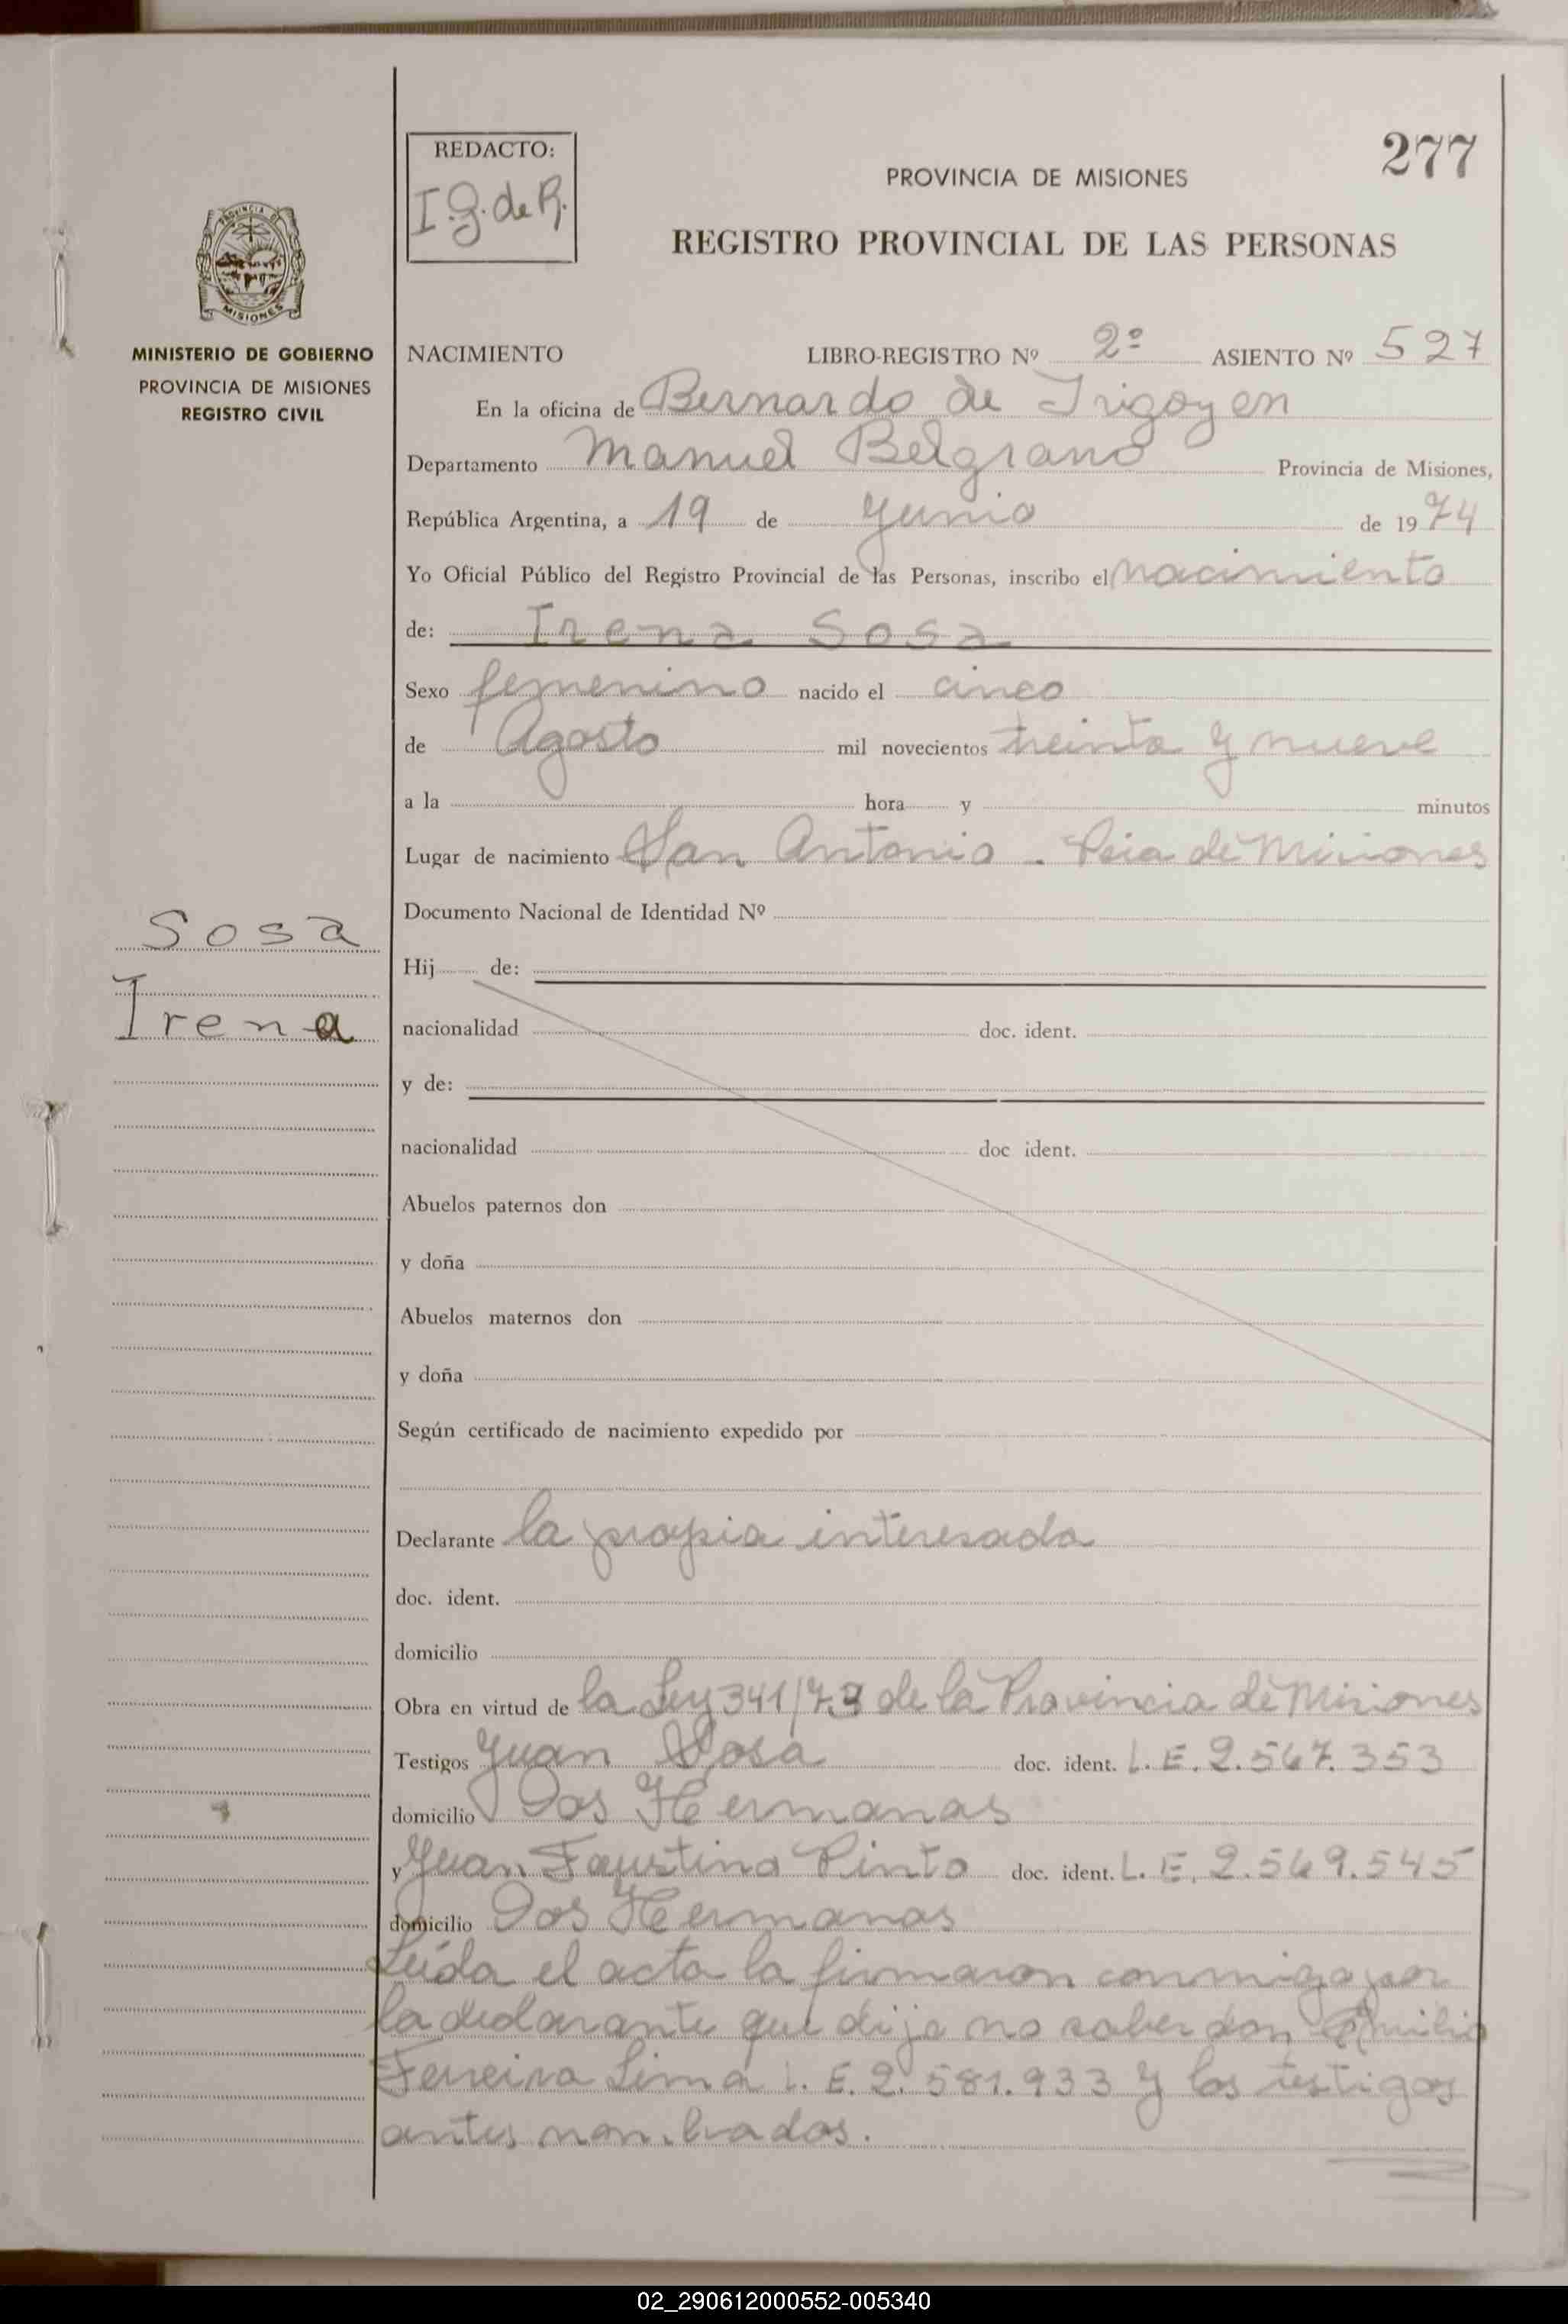 277
REDACTO:
I.G. de R.
PROVINCIA DE MISIONES
REGISTRO PROVINCIAL DE LAS PERSONAS
PROVINCIA DE
MISIONES
MINISTERIO DE GOBIERNO
PROVINCIA DE MISIONES
REGISTRO CIVIL
NACIMIENTO LIBRO-REGISTRO Nº 2º ASIENTO Nº 527
En la oficina de Bernardo de Irigoyen
Departamento Manuel Belgrano Provincia de Misiones,
República Argentina, a 19 de Junio de 1974
Yo Oficial Público del Registro Provincial de las Personas, inscribo el nacimiento
de: Irena Sosa
Sexo femenino nacido el cinco
de Agosto mil novecientos treinta y nueve
a la hora y minutos
Lugar de nacimiento San Antonio - Pcia de Misiones
Documento Nacional de Identidad Nº
Sosa
Irena
Hij de:
nacionalidad doc. ident.
y de:
nacionalidad doc ident.
Abuelos paternos don
y doña
Abuelos maternos don
y doña
Según certificado de nacimiento expedido por
Declarante la propia interesada
doc. ident.
domicilio
Obra en virtud de la Ley 341/73 de la Provincia de Misiones
Testigos Juan Sosa doc. ident. L.E. 2.567.353
domicilio Dos Hermanas
y Juan Faustino Pinto doc. ident. L.E. 2.569.545
domicilio Dos Hermanas
Leída el acta la firmaron conmigo por
la declarante que dijo no saber don Emilio
Ferreira Lima L.E. 2.581.933 y los testigos
antes nombrados.
02_290612000552-005340